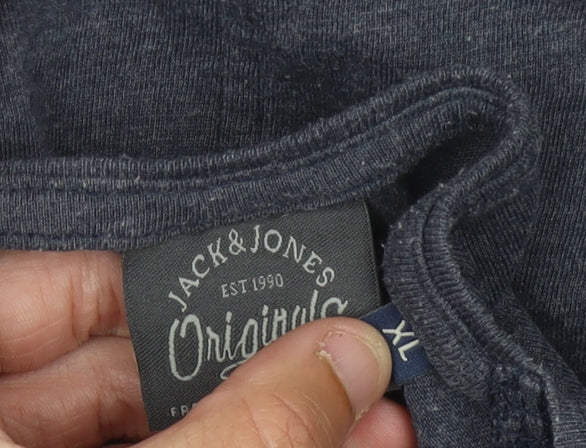 JACK&JONES
EST 1990
Originals
XL